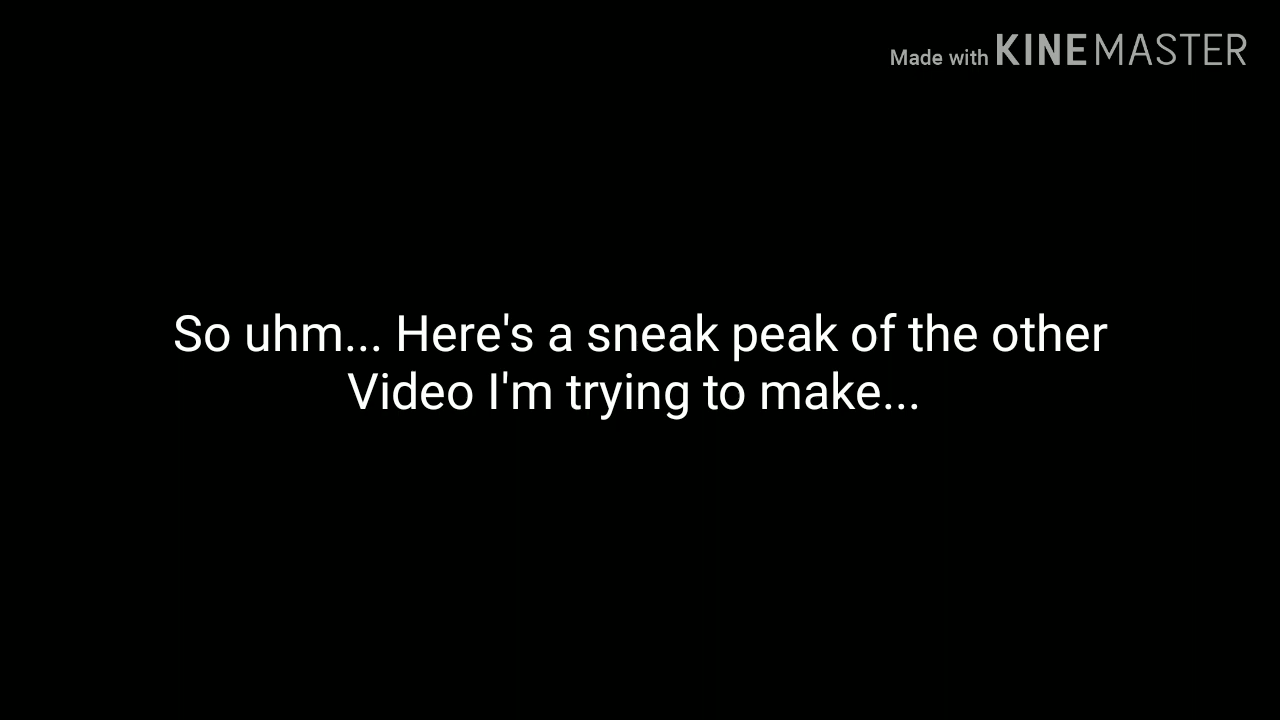 Made with KINEMASTER
So uhm... Here's a sneak peak of the other
Video I'm trying to make...